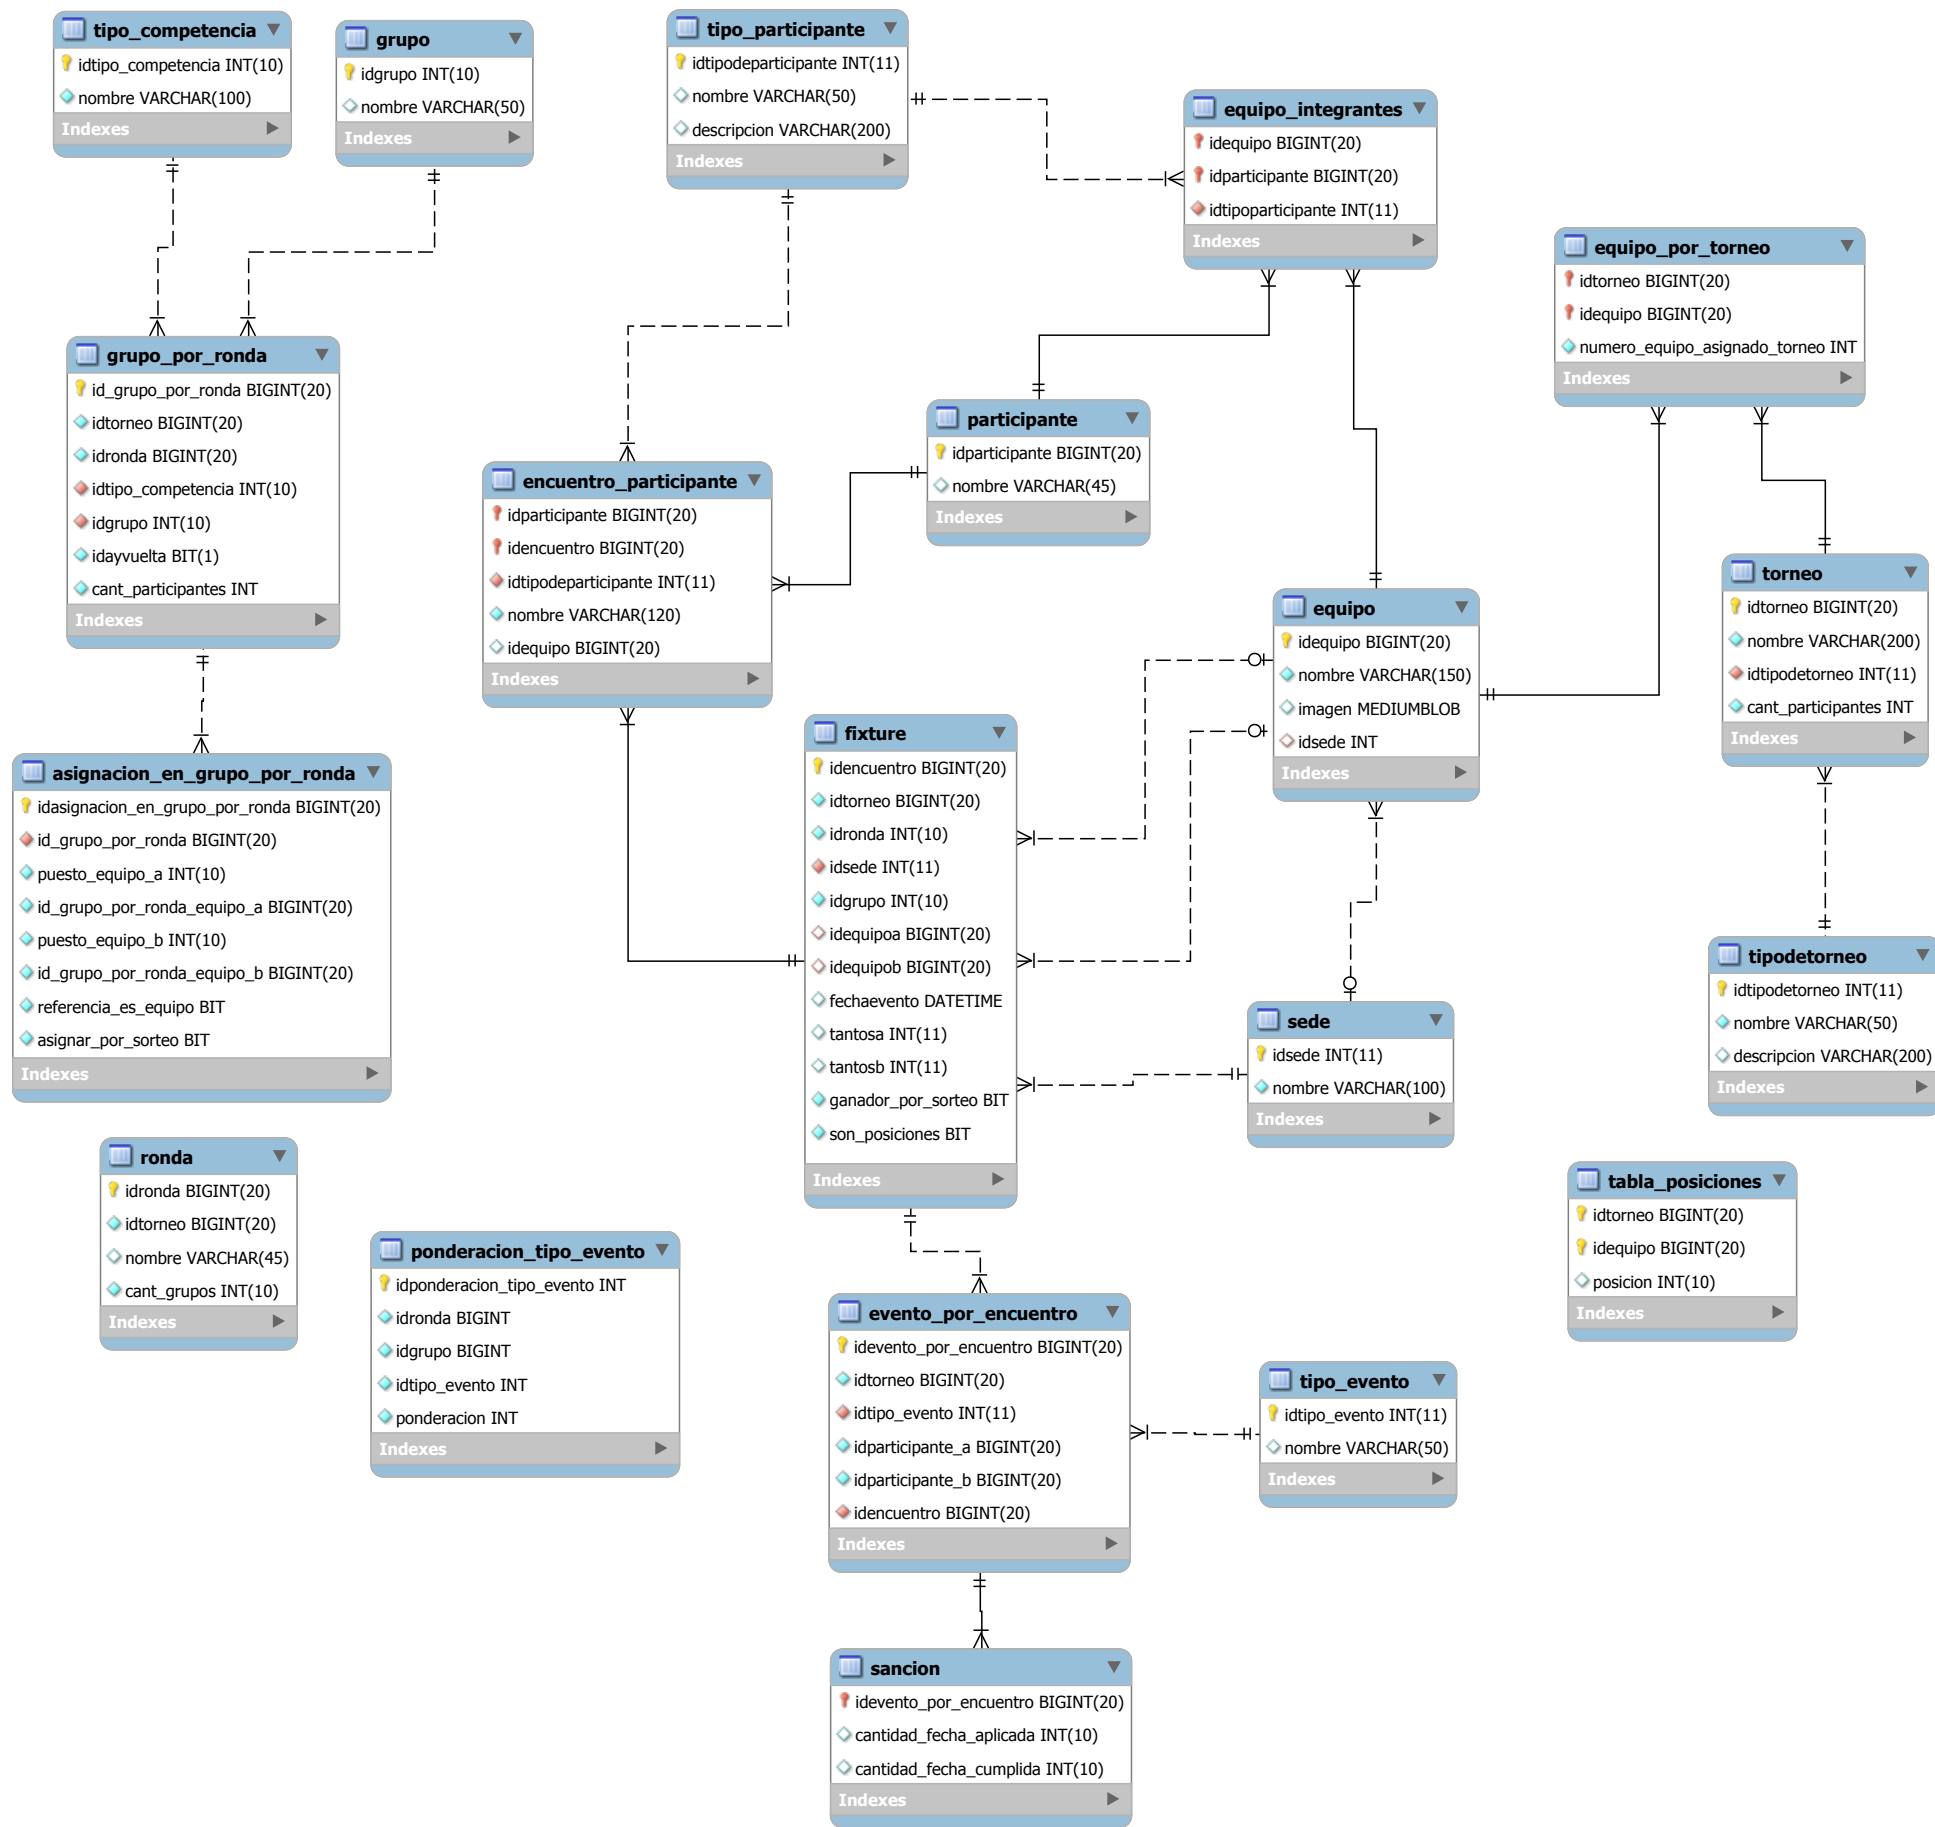 tipo_competencia
idtipo_competencia INT(10)
nombre VARCHAR(100)
Indexes
grupo
idgrupo INT(10)
nombre VARCHAR(50)
Indexes
tipo_participante
idtipodeparticipante INT(11)
nombre VARCHAR(50)
descripcion VARCHAR(200)
Indexes
equipo_integrantes
idequipo BIGINT(20)
idparticipante BIGINT(20)
idtipoparticipante INT(11)
Indexes
equipo_por_torneo
idtorneo BIGINT(20)
idequipo BIGINT(20)
numero_equipo_asignado_torneo INT
Indexes
grupo_por_ronda
id_grupo_por_ronda BIGINT(20)
idtorneo BIGINT(20)
idronda BIGINT(20)
idtipo_competencia INT(10)
idgrupo INT(10)
idayvuelta BIT(1)
cant_participantes INT
Indexes
participante
idparticipante BIGINT(20)
nombre VARCHAR(45)
Indexes
encuentro_participante
idparticipante BIGINT(20)
idencuentro BIGINT(20)
idtipodeparticipante INT(11)
nombre VARCHAR(120)
idequipo BIGINT(20)
Indexes
torneo
idtorneo BIGINT(20)
nombre VARCHAR(200)
idtipodetorneo INT(11)
cant_participantes INT
Indexes
equipo
idequipo BIGINT(20)
nombre VARCHAR(150)
imagen MEDIUMBLOB
idsede INT
Indexes
fixture
idencuentro BIGINT(20)
idtorneo BIGINT(20)
idronda INT(10)
idsede INT(11)
idgrupo INT(10)
idequipoa BIGINT(20)
idequipob BIGINT(20)
fechaevento DATETIME
tantosa INT(11)
tantosb INT(11)
ganador_por_sorteo BIT
son_posiciones BIT
Indexes
asignacion_en_grupo_por_ronda
idasignacion_en_grupo_por_ronda BIGINT(20)
id_grupo_por_ronda BIGINT(20)
puesto_equipo_a INT(10)
id_grupo_por_ronda_equipo_a BIGINT(20)
puesto_equipo_b INT(10)
id_grupo_por_ronda_equipo_b BIGINT(20)
referencia_es_equipo BIT
asignar_por_sorteo BIT
Indexes
tipodetorneo
idtipodetorneo INT(11)
nombre VARCHAR(50)
descripcion VARCHAR(200)
Indexes
sede
idsede INT(11)
nombre VARCHAR(100)
Indexes
ronda
idronda BIGINT(20)
idtorneo BIGINT(20)
nombre VARCHAR(45)
cant_grupos INT(10)
Indexes
tabla_posiciones
idtorneo BIGINT(20)
idequipo BIGINT(20)
posicion INT(10)
Indexes
ponderacion_tipo_evento
idponderacion_tipo_evento INT
idronda BIGINT
idgrupo BIGINT
idtipo_evento INT
ponderacion INT
Indexes
evento_por_encuentro
idevento_por_encuentro BIGINT(20)
idtorneo BIGINT(20)
idtipo_evento INT(11)
idparticipante_a BIGINT(20)
idparticipante_b BIGINT(20)
idencuentro BIGINT(20)
Indexes
tipo_evento
idtipo_evento INT(11)
nombre VARCHAR(50)
Indexes
sancion
idevento_por_encuentro BIGINT(20)
cantidad_fecha_aplicada INT(10)
cantidad_fecha_cumplida INT(10)
Indexes